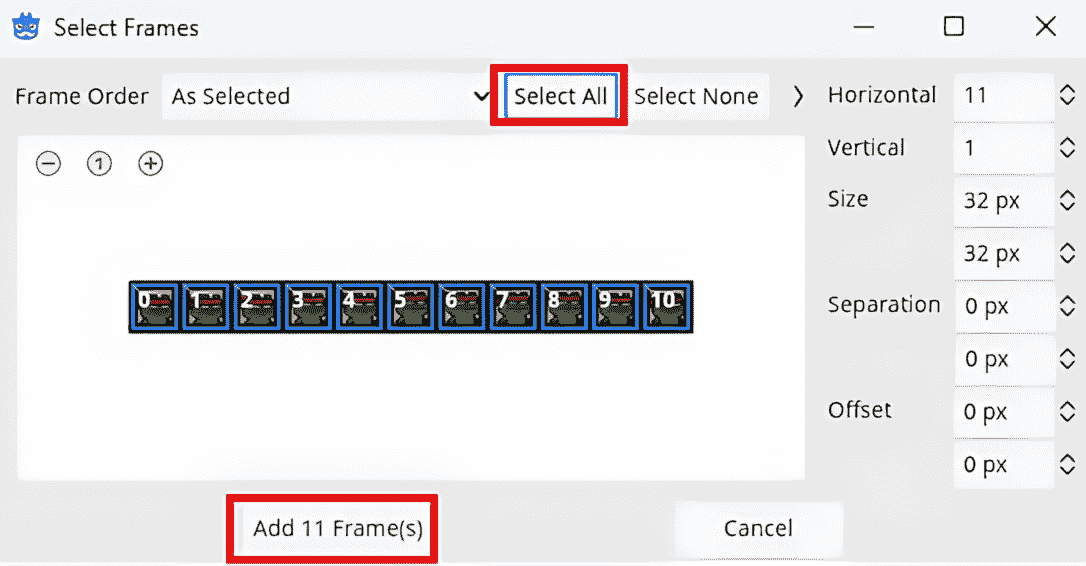 Select Frames
Frame Order As Selected Select All Select None Horizontal 11
1
Vertical 1
Size 32 px
32 px
0 1 2 3 4 5 6 7 8 9 10
Separation 0 px
0 px
Offset 0 px
0 px
Add 11 Frame(s) Cancel